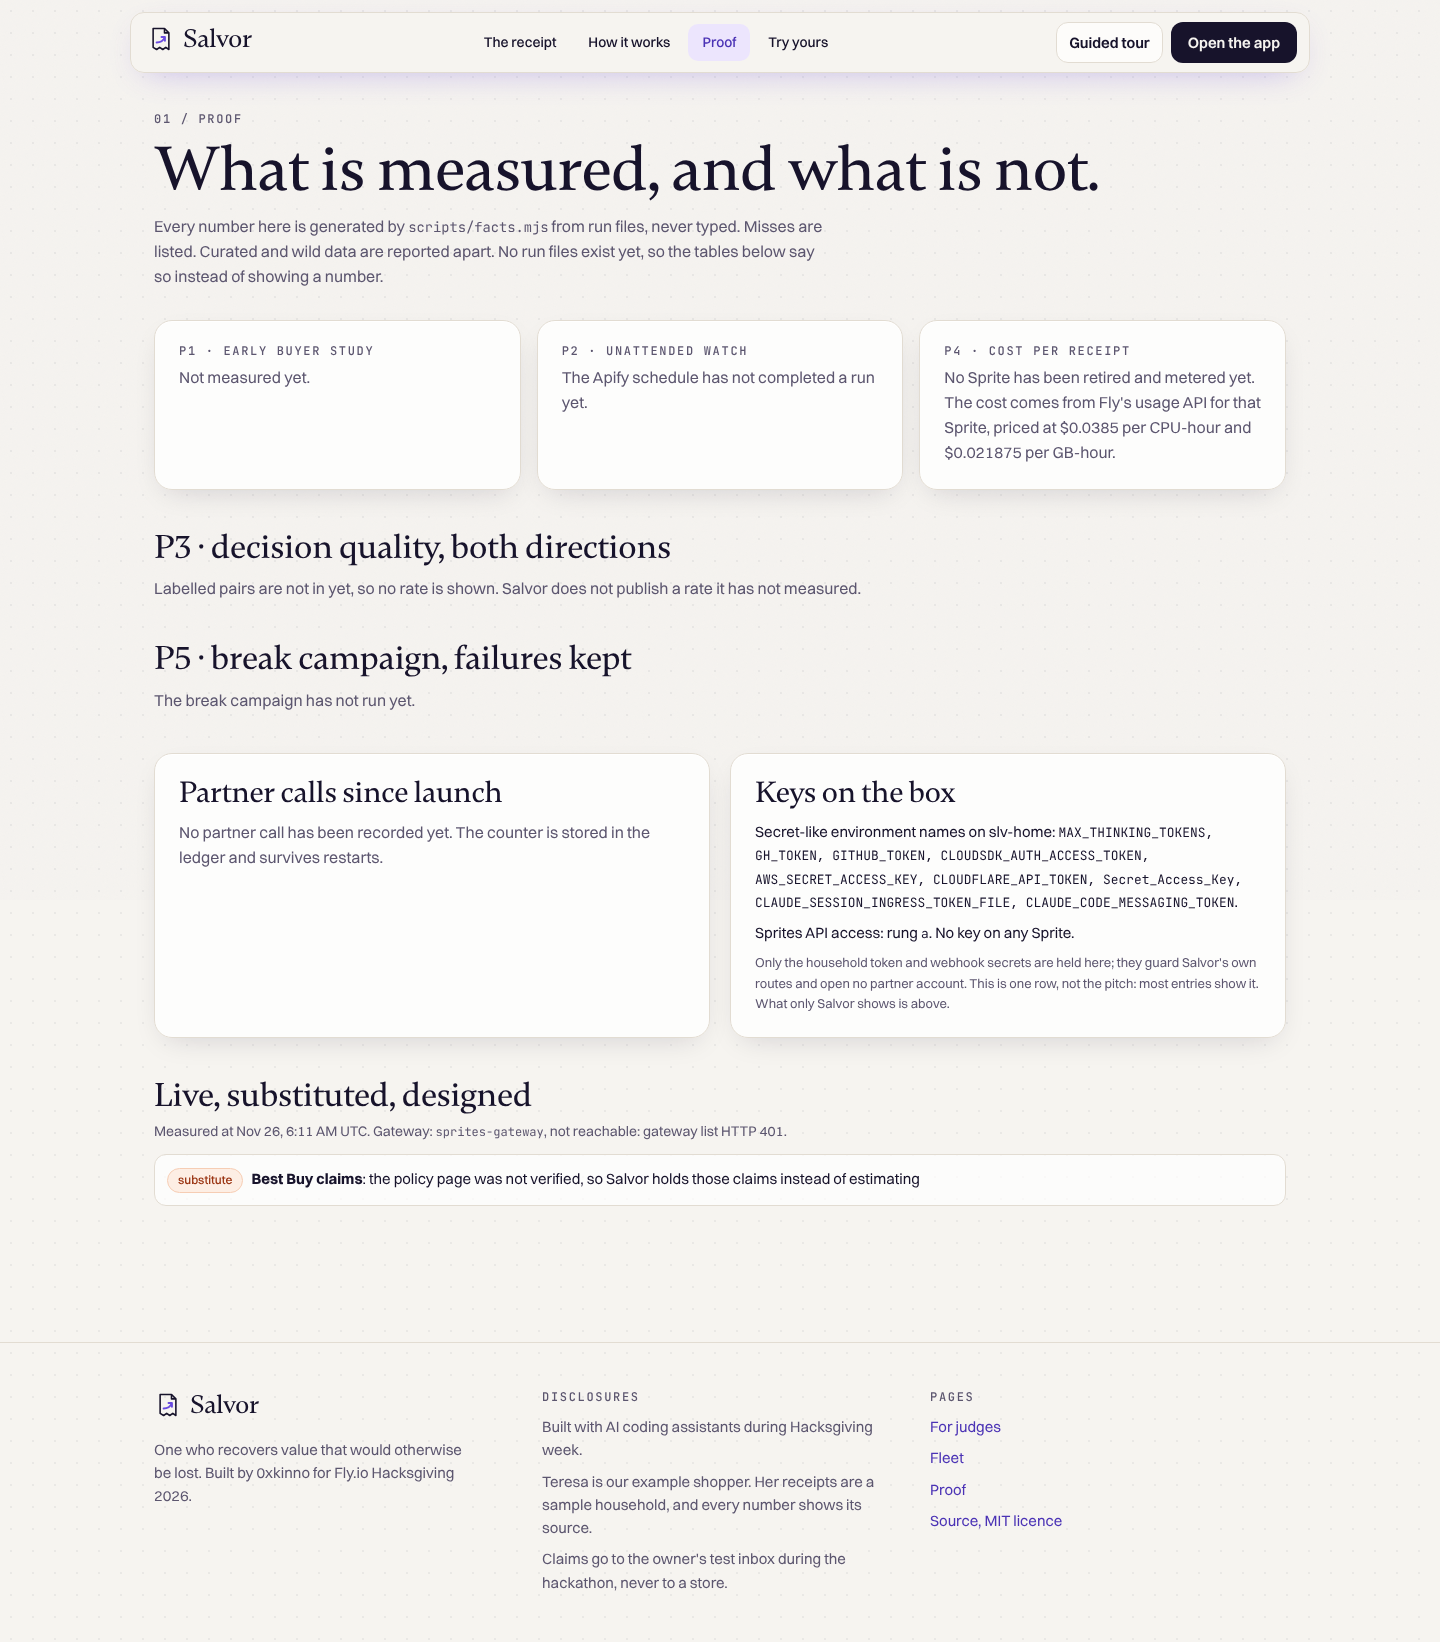 Salvor
The receipt
How it works
Proof
Try yours
Guided tour
Open the app
01 / PROOF
What is measured, and what is not.
Every number here is generated by scripts/facts.mjs from run files, never typed. Misses are
listed. Curated and wild data are reported apart. No run files exist yet, so the tables below say
so instead of showing a number.
P1 · EARLY BUYER STUDY
Not measured yet.
P2 · UNATTENDED WATCH
The Apify schedule has not completed a run
yet.
P4 · COST PER RECEIPT
No Sprite has been retired and metered yet.
The cost comes from Fly's usage API for that
Sprite, priced at $0.0385 per CPU-hour and
$0.021875 per GB-hour.
P3 · decision quality, both directions
Labelled pairs are not in yet, so no rate is shown. Salvor does not publish a rate it has not measured.
P5 · break campaign, failures kept
The break campaign has not run yet.
Partner calls since launch
No partner call has been recorded yet. The counter is stored in the
ledger and survives restarts.
Keys on the box
Secret-like environment names on slv-home: MAX_THINKING_TOKENS,
GH_TOKEN, GITHUB_TOKEN, CLOUDSDK_AUTH_ACCESS_TOKEN,
AWS_SECRET_ACCESS_KEY, CLOUDFLARE_API_TOKEN, Secret_Access_Key,
CLAUDE_SESSION_INGRESS_TOKEN_FILE, CLAUDE_CODE_MESSAGING_TOKEN.
Sprites API access: rung a. No key on any Sprite.
Only the household token and webhook secrets are held here; they guard Salvor's own
routes and open no partner account. This is one row, not the pitch: most entries show it.
What only Salvor shows is above.
Live, substituted, designed
Measured at Nov 26, 6:11 AM UTC. Gateway: sprites-gateway, not reachable: gateway list HTTP 401.
substitute Best Buy claims: the policy page was not verified, so Salvor holds those claims instead of estimating
Salvor
One who recovers value that would otherwise
be lost. Built by 0xkinno for Fly.io Hacksgiving
2026.
DISCLOSURES
Built with AI coding assistants during Hacksgiving
week.
Teresa is our example shopper. Her receipts are a
sample household, and every number shows its
source.
Claims go to the owner's test inbox during the
hackathon, never to a store.
PAGES
For judges
Fleet
Proof
Source, MIT licence